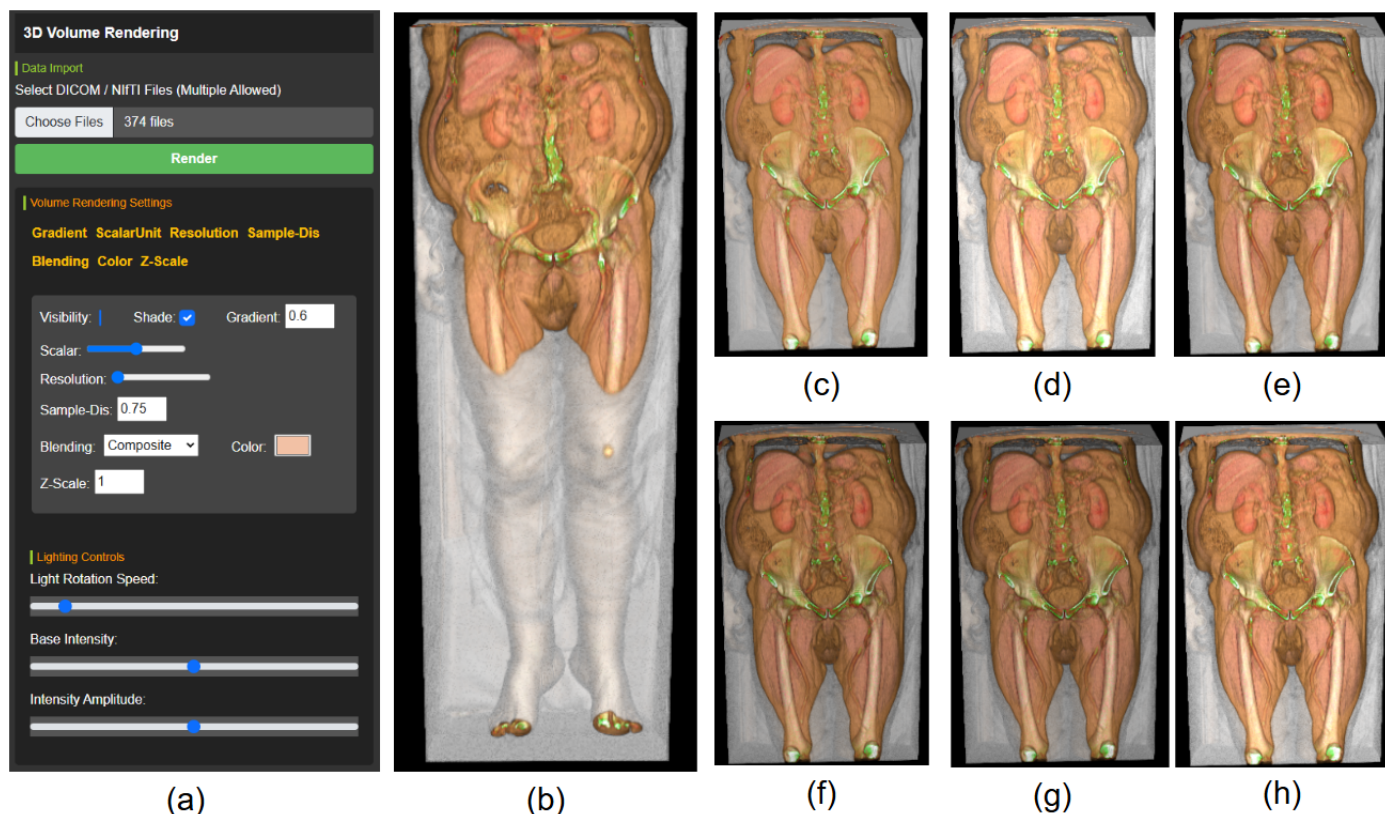 3D Volume Rendering
Data Import
Select DICOM / NIfTI Files (Multiple Allowed)
Choose Files 374 files
Render
Volume Rendering Settings
Gradient ScalarUnit Resolution Sample-Dis
Blending Color Z-Scale
Visibility: Shade: Gradient: 0.6
Scalar:
Resolution:
Sample-Dis: 0.75
Blending: Composite Color:
Z-Scale: 1
Lighting Controls
Light Rotation Speed:
Base Intensity:
Intensity Amplitude:
(a)
(b)
(c)
(d)
(e)
(f)
(g)
(h)